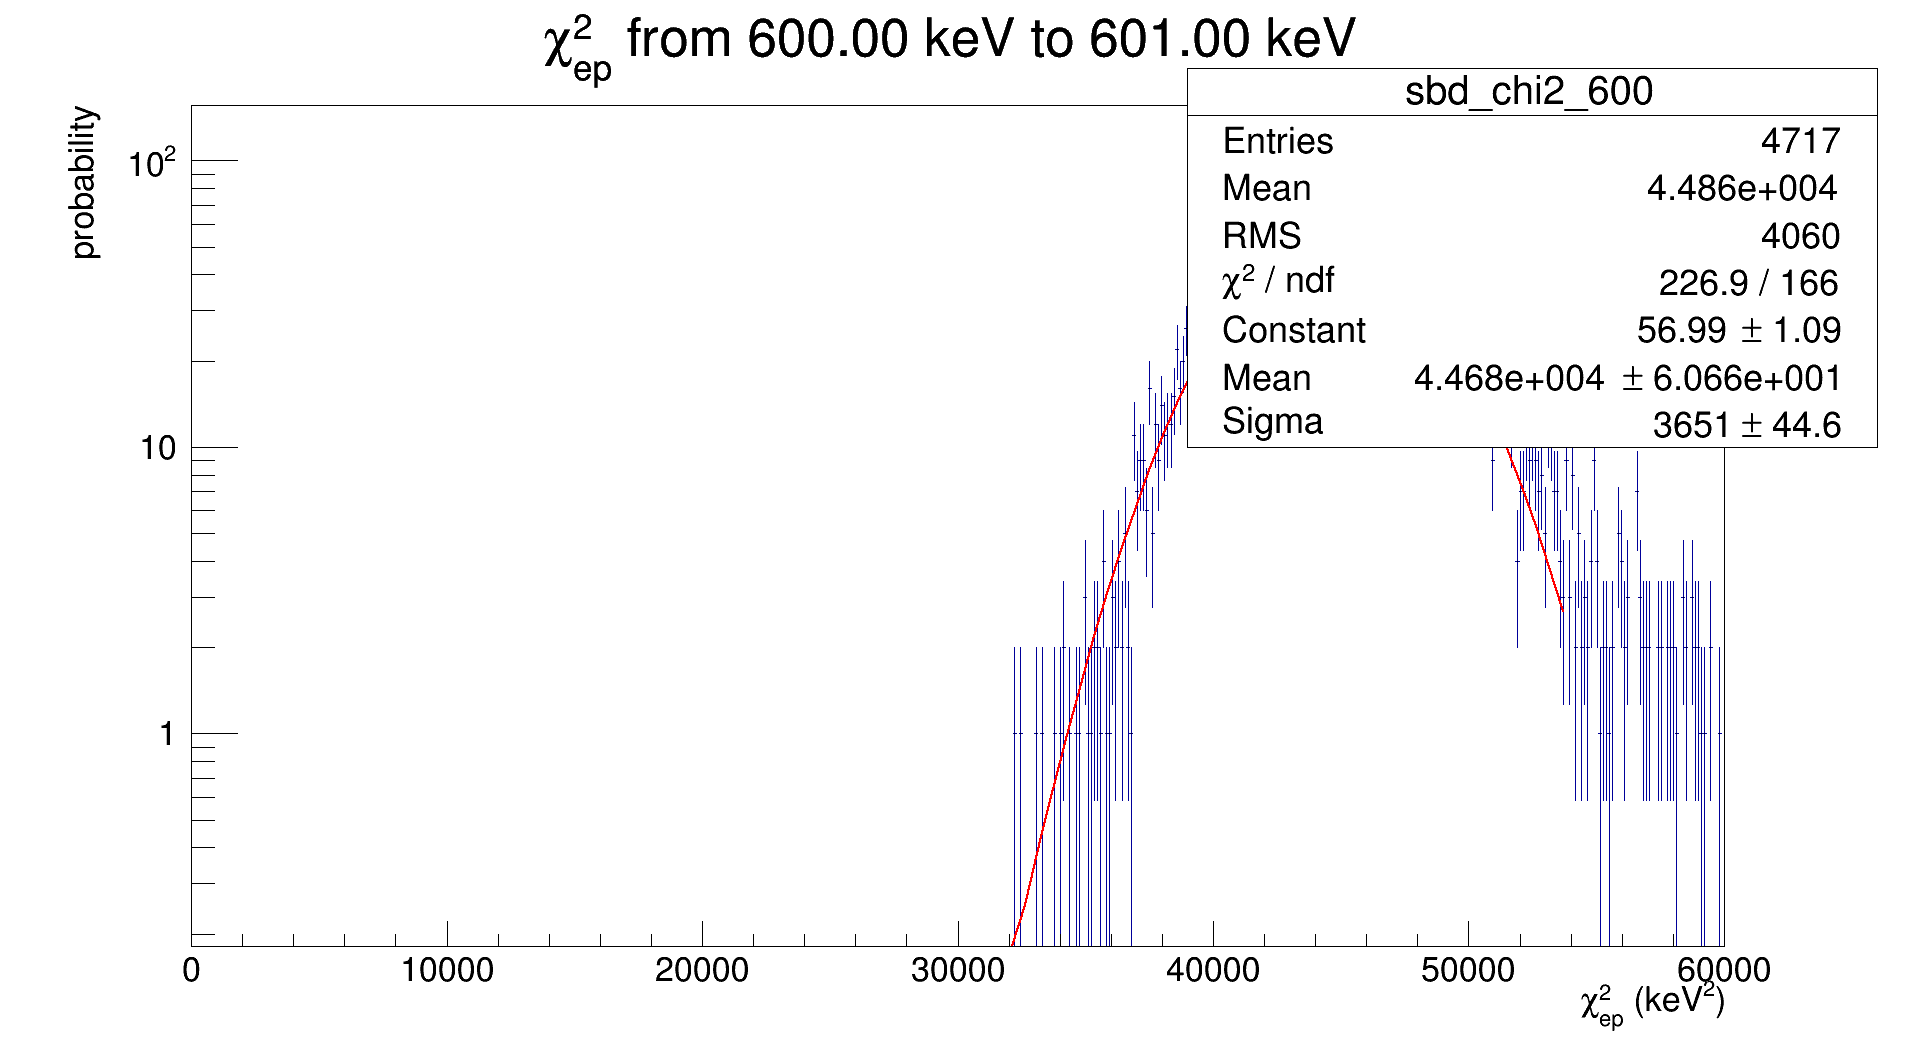 χ²ep from 600.00 keV to 601.00 keV
sbd_chi2_600
Entries 4717
Mean 4.486e+004
RMS 4060
χ² / ndf 226.9 / 166
Constant 56.99 ± 1.09
Mean 4.468e+004 ± 6.066e+001
Sigma 3651 ± 44.6
probability
10²
10
1
0 10000 20000 30000 40000 50000 60000
χ²ep (keV²)